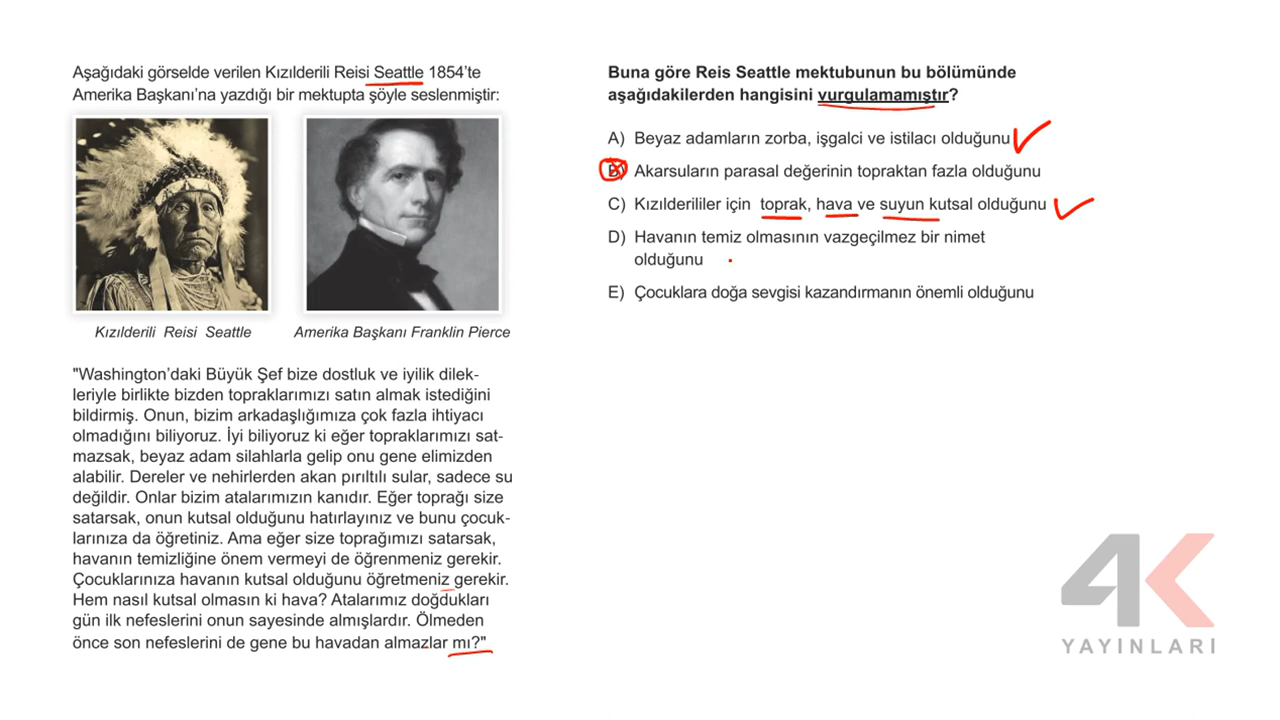 Aşağıdaki görselde verilen Kızılderili Reisi Seattle 1854'te
Amerika Başkanı'na yazdığı bir mektupta şöyle seslenmiştir:
Kızılderili Reisi Seattle
Amerika Başkanı Franklin Pierce
"Washington'daki Büyük Şef bize dostluk ve iyilik dilek-
leriyle birlikte bizden topraklarımızı satın almak istediğini
bildirmiş. Onun, bizim arkadaşlığımıza çok fazla ihtiyacı
olmadığını biliyoruz. İyi biliyoruz ki eğer topraklarımızı sat-
mazsak, beyaz adam silahlarla gelip onu gene elimizden
alabilir. Dereler ve nehirlerden akan pırıltılı sular, sadece su
değildir. Onlar bizim atalarımızın kanıdır. Eğer toprağı size
satarsak, onun kutsal olduğunu hatırlayınız ve bunu çocuk-
larınıza da öğretiniz. Ama eğer size toprağımızı satarsak,
havanın temizliğine önem vermeyi de öğrenmeniz gerekir.
Çocuklarınıza havanın kutsal olduğunu öğretmeniz gerekir.
Hem nasıl kutsal olmasın ki hava? Atalarımız doğdukları
gün ilk nefeslerini onun sayesinde almışlardır. Ölmeden
önce son nefeslerini de gene bu havadan almazlar mı?"
Buna göre Reis Seattle mektubunun bu bölümünde
aşağıdakilerden hangisini vurgulamamıştır?
A) Beyaz adamların zorba, işgalci ve istilacı olduğunu
B) Akarsuların parasal değerinin topraktan fazla olduğunu
C) Kızılderililer için toprak, hava ve suyun kutsal olduğunu
D) Havanın temiz olmasının vazgeçilmez bir nimet
olduğunu
E) Çocuklara doğa sevgisi kazandırmanın önemli olduğunu
4K
YAYINLARI